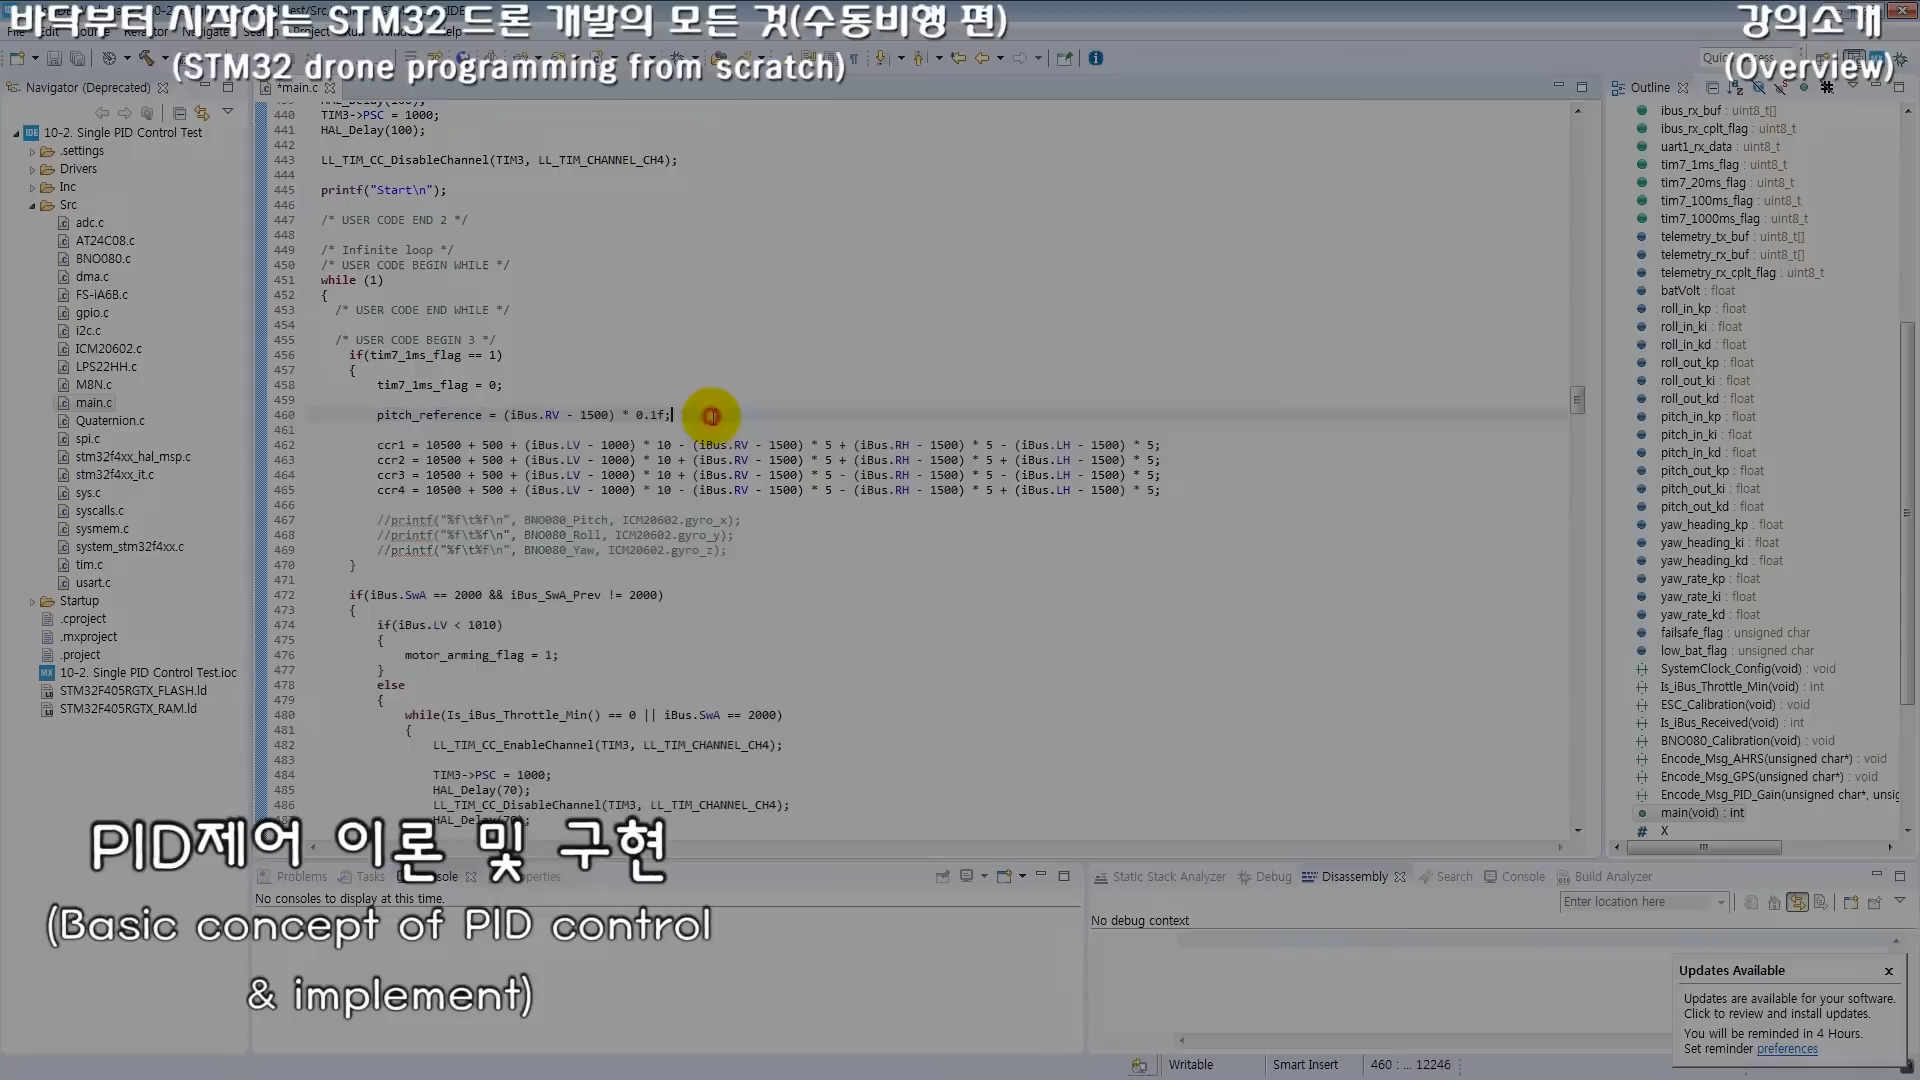 바닥부터 시작하는 STM32 드론 개발의 모든 것(수동비행 편)
(STM32 drone programming from scratch)
강의소개
(Overview)
Navigator (Deprecated)
10-2. Single PID Control Test
.settings
Drivers
Inc
Src
adc.c
AT24C08.c
BNO080.c
dma.c
FS-iA6B.c
gpio.c
i2c.c
ICM20602.c
LPS22HH.c
M8N.c
main.c
Quaternion.c
spi.c
stm32f4xx_hal_msp.c
stm32f4xx_it.c
sys.c
syscalls.c
sysmem.c
system_stm32f4xx.c
tim.c
usart.c
Startup
.cproject
.mxproject
.project
10-2. Single PID Control Test.ioc
STM32F405RGTX_FLASH.ld
STM32F405RGTX_RAM.ld
*main.c
440 TIM3->PSC = 1000;
441 HAL_Delay(100);
442
443 LL_TIM_CC_DisableChannel(TIM3, LL_TIM_CHANNEL_CH4);
444
445 printf("Start\n");
446
447 /* USER CODE END 2 */
448
449 /* Infinite loop */
450 /* USER CODE BEGIN WHILE */
451 while (1)
452 {
453 /* USER CODE END WHILE */
454
455 /* USER CODE BEGIN 3 */
456 if(tim7_1ms_flag == 1)
457 {
458 tim7_1ms_flag = 0;
459
460 pitch_reference = (iBus.RV - 1500) * 0.1f;
461
462 ccr1 = 10500 + 500 + (iBus.LV - 1000) * 10 - (iBus.RV - 1500) * 5 + (iBus.RH - 1500) * 5 - (iBus.LH - 1500) * 5;
463 ccr2 = 10500 + 500 + (iBus.LV - 1000) * 10 + (iBus.RV - 1500) * 5 + (iBus.RH - 1500) * 5 + (iBus.LH - 1500) * 5;
464 ccr3 = 10500 + 500 + (iBus.LV - 1000) * 10 + (iBus.RV - 1500) * 5 - (iBus.RH - 1500) * 5 - (iBus.LH - 1500) * 5;
465 ccr4 = 10500 + 500 + (iBus.LV - 1000) * 10 - (iBus.RV - 1500) * 5 - (iBus.RH - 1500) * 5 + (iBus.LH - 1500) * 5;
466
467 //printf("%f\t%f\n", BNO080_Pitch, ICM20602.gyro_x);
468 //printf("%f\t%f\n", BNO080_Roll, ICM20602.gyro_y);
469 //printf("%f\t%f\n", BNO080_Yaw, ICM20602.gyro_z);
470 }
471
472 if(iBus.SwA == 2000 && iBus_SwA_Prev != 2000)
473 {
474 if(iBus.LV < 1010)
475 {
476 motor_arming_flag = 1;
477 }
478 else
479 {
480 while(Is_iBus_Throttle_Min() == 0 || iBus.SwA == 2000)
481 {
482 LL_TIM_CC_EnableChannel(TIM3, LL_TIM_CHANNEL_CH4);
483
484 TIM3->PSC = 1000;
485 HAL_Delay(70);
486 LL_TIM_CC_DisableChannel(TIM3, LL_TIM_CHANNEL_CH4);
487 HAL_Delay(70);
Outline
ibus_rx_buf : uint8_t[]
ibus_rx_cplt_flag : uint8_t
uart1_rx_data : uint8_t
tim7_1ms_flag : uint8_t
tim7_20ms_flag : uint8_t
tim7_100ms_flag : uint8_t
tim7_1000ms_flag : uint8_t
telemetry_tx_buf : uint8_t[]
telemetry_rx_buf : uint8_t[]
telemetry_rx_cplt_flag : uint8_t
batVolt : float
roll_in_kp : float
roll_in_ki : float
roll_in_kd : float
roll_out_kp : float
roll_out_ki : float
roll_out_kd : float
pitch_in_kp : float
pitch_in_ki : float
pitch_in_kd : float
pitch_out_kp : float
pitch_out_ki : float
pitch_out_kd : float
yaw_heading_kp : float
yaw_heading_ki : float
yaw_heading_kd : float
yaw_rate_kp : float
yaw_rate_ki : float
yaw_rate_kd : float
failsafe_flag : unsigned char
low_bat_flag : unsigned char
SystemClock_Config(void) : void
Is_iBus_Throttle_Min(void) : int
ESC_Calibration(void) : void
Is_iBus_Received(void) : int
BNO080_Calibration(void) : void
Encode_Msg_AHRS(unsigned char*) : void
Encode_Msg_GPS(unsigned char*) : void
Encode_Msg_PID_Gain(unsigned char*, unsig
main(void) : int
X
PID제어 이론 및 구현
(Basic concept of PID control
& implement)
Problems Tasks
No consoles to display at this time.
Static Stack Analyzer Debug Disassembly Search Console Build Analyzer
Enter location here
No debug context
Updates Available
Updates are available for your software.
Click to review and install updates.
You will be reminded in 4 Hours.
Set reminder preferences
Writable Smart Insert 460 : ... 12246